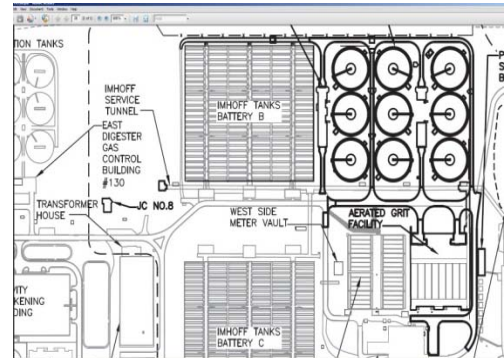 TION TANKS
IMHOFF
SERVICE
TUNNEL
EAST
DIGESTER
GAS
CONTROL
BUILDING
#130
TRANSFORMER
HOUSE
JC NO.8
IMHOFF TANKS
BATTERY B
WEST SIDE
METER VAULT
AERATED GRIT
FACILITY
IMHOFF TANKS
BATTERY C
VITY
KENING
DING
P
S
B